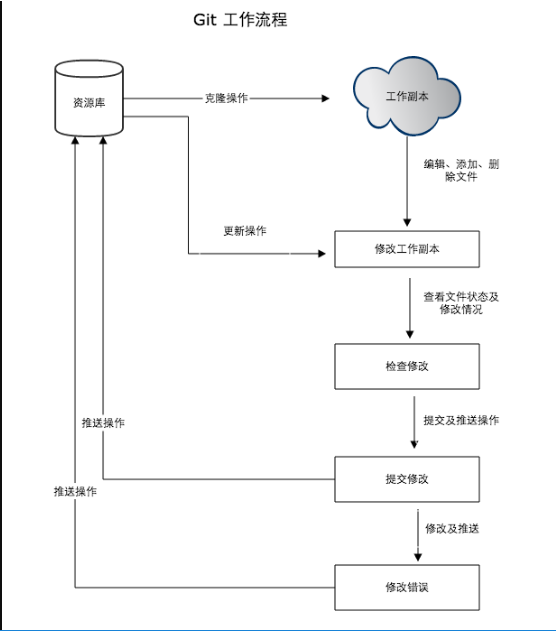 Git 工作流程
资源库
克隆操作
工作副本
编辑、添加、删
除文件
更新操作
修改工作副本
查看文件状态及
修改情况
检查修改
推送操作
提交及推送操作
提交修改
推送操作
修改及推送
修改错误